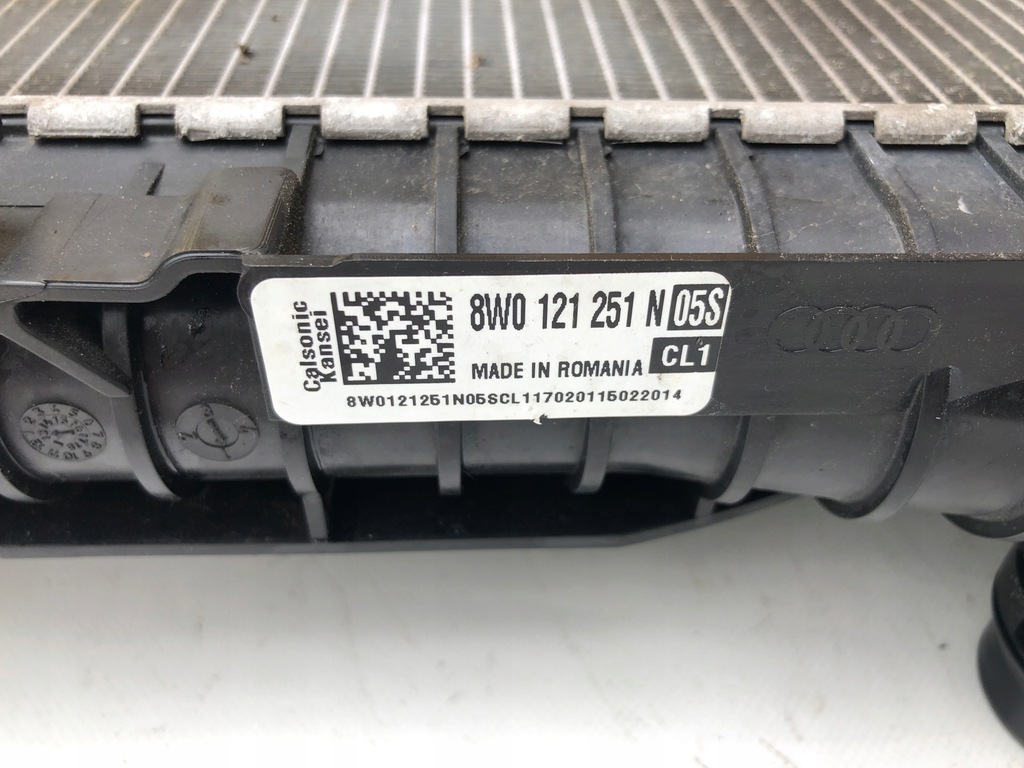 Calsonic
Kansei
8W0 121 251 N 05S
MADE IN ROMANIA CL1
8W0121251N05SCL117020115022014